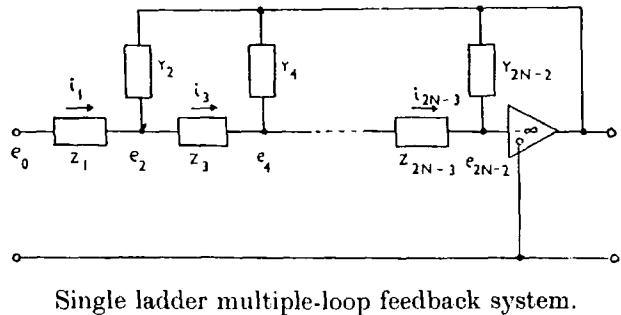 i₁ Y₂ i₃ Y₄ i₂N₋₃ Y₂N₋₂
e₀ Z₁ e₂ Z₃ e₄ Z₂N₋₃ e₂N₋₂ - ∞
Single ladder multiple-loop feedback system.